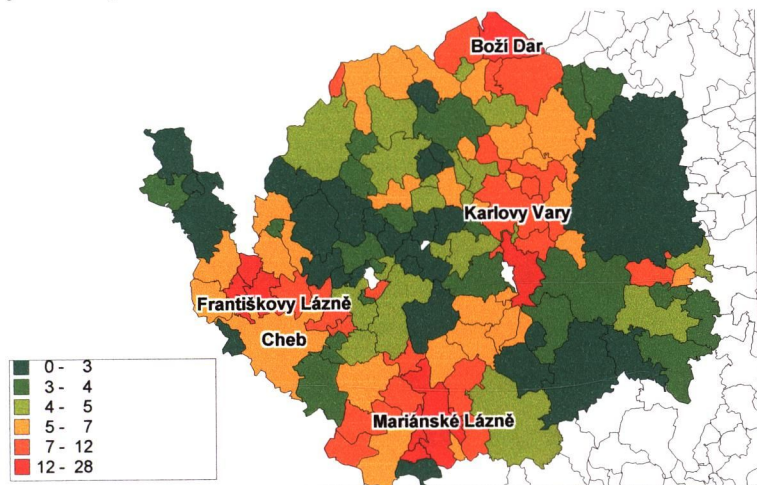 Boží Dar
Karlovy Vary
Františkovy Lázně
Cheb
Mariánské Lázně
0 - 3
3 - 4
4 - 5
5 - 7
7 - 12
12 - 28